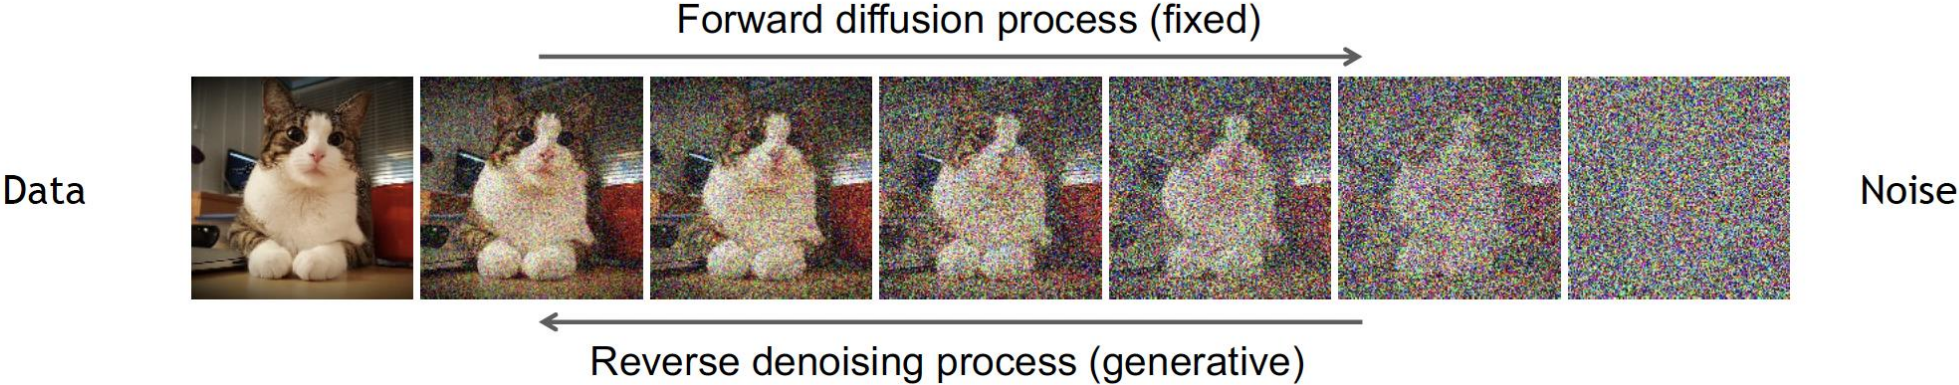 Forward diffusion process (fixed)
Data
Noise
Reverse denoising process (generative)